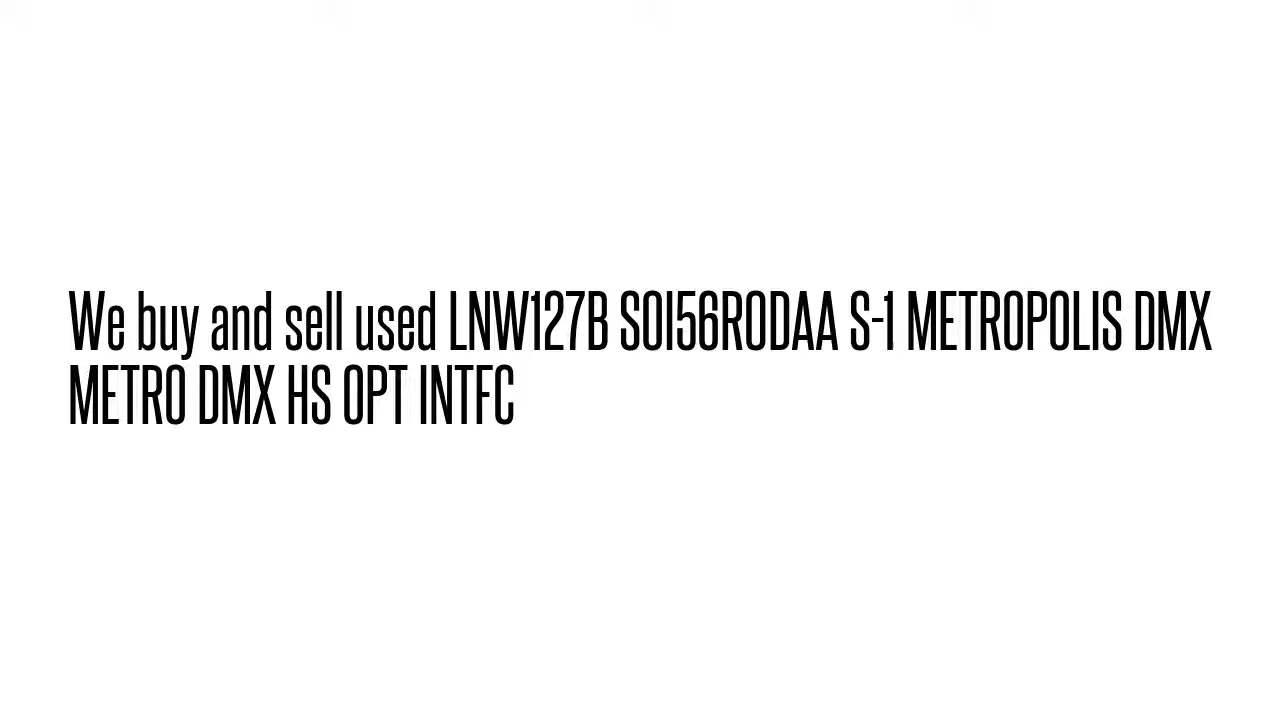 We buy and sell used LNW127B SOI56RODAA S-1 METROPOLIS DMX
METRO DMX HS OPT INTFC